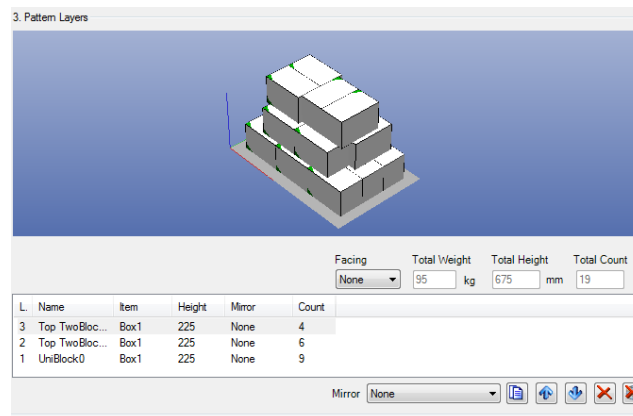 3. Pattern Layers
Facing Total Weight Total Height Total Count
None 95 kg 675 mm 19
L. Name Item Height Mirror Count
3 Top TwoBloc... Box1 225 None 4
2 Top TwoBloc... Box1 225 None 6
1 UniBlock0 Box1 225 None 9
Mirror None